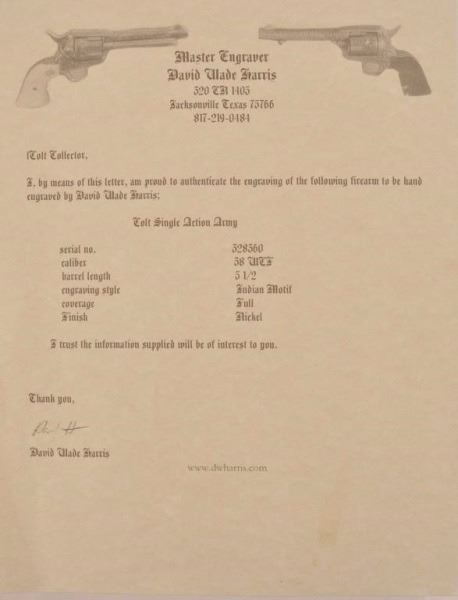 Master Engraver
David Wade Harris
320 CR 1405
Jacksonville Texas 75766
817-219-0484
Colt Collector,
I, by means of this letter, am proud to authenticate the engraving of the following firearm to be hand
engraved by David Wade Harris:
Colt Single Action Army
serial no. 328360
caliber 38 WCF
barrel length 5 1/2
engraving style Indian Motif
coverage Full
Finish Nickel
I trust the information supplied will be of interest to you.
Thank you,
David Wade Harris
www.dwharris.com